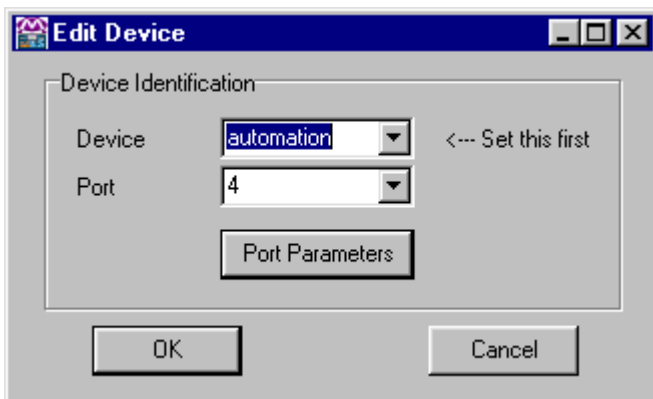 Edit Device
Device Identification
Device automation <--- Set this first
Port 4
Port Parameters
OK Cancel